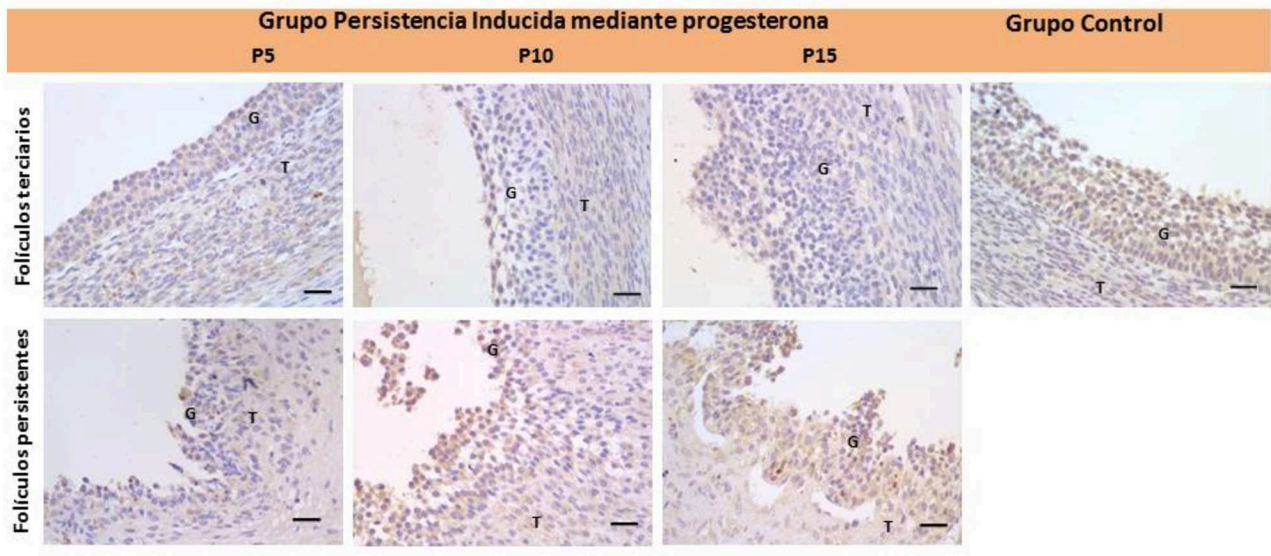 Grupo Persistencia Inducida mediante progesterona
Grupo Control
P5 P10 P15
Folículos terciarios
G T
G T
T G
G T
Folículos persistentes
G T
G T
G T